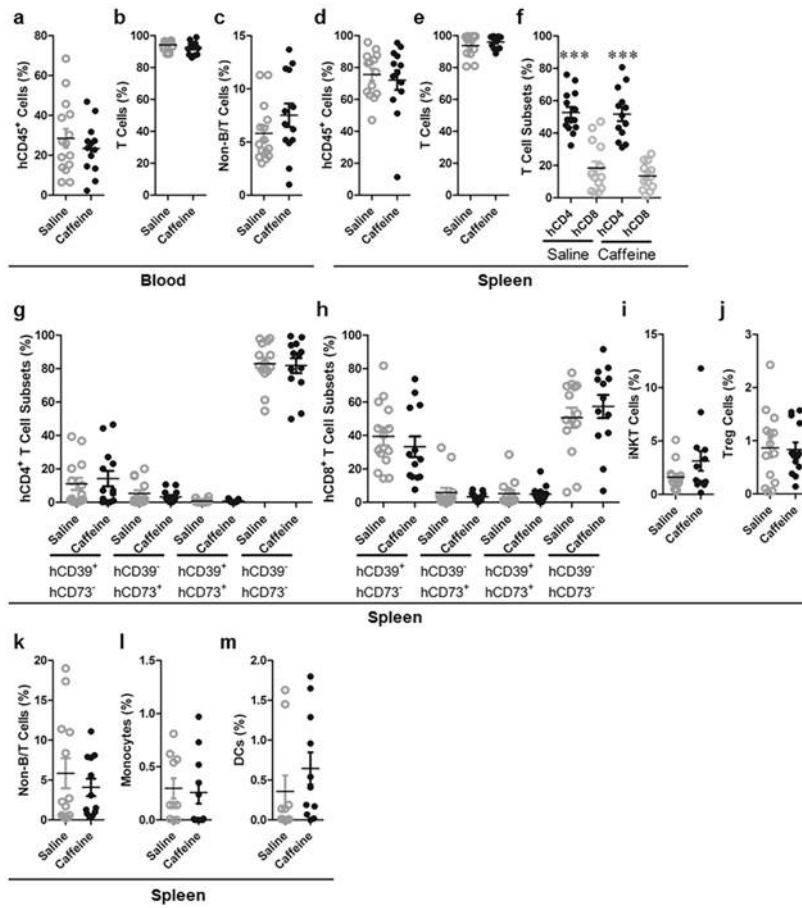 a b c d e f
hCD45+ Cells (%)
80
60
40
20
0
Saline
Caffeine
T Cells (%)
100
80
60
40
20
0
Saline
Caffeine
Non-B/T Cells (%)
15
10
5
0
Saline
Caffeine
Blood
hCD45+ Cells (%)
100
80
60
40
20
0
Saline
Caffeine
T Cells (%)
100
80
60
40
20
0
Saline
Caffeine
T Cell Subsets (%)
100
80
60
40
20
0
*** ***
hCD4 hCD8 hCD4 hCD8
Saline Caffeine
Spleen
g h i j
hCD4+ T Cell Subsets (%)
100
80
60
40
20
0
Saline Caffeine Saline Caffeine Saline Caffeine Saline Caffeine
hCD39+ hCD39- hCD39+ hCD39-
hCD73- hCD73+ hCD73+ hCD73-
hCD8+ T Cell Subsets (%)
100
80
60
40
20
0
Saline Caffeine Saline Caffeine Saline Caffeine Saline Caffeine
hCD39+ hCD39- hCD39+ hCD39-
hCD73- hCD73+ hCD73+ hCD73-
iNKT Cells (%)
15
10
5
0
Saline
Caffeine
Treg Cells (%)
3
2
1
0
Saline
Caffeine
Spleen
k l m
Non-B/T Cells (%)
20
15
10
5
0
Saline
Caffeine
Monocytes (%)
1.5
1.0
0.5
0.0
Saline
Caffeine
DCs (%)
2.0
1.5
1.0
0.5
0.0
Saline
Caffeine
Spleen